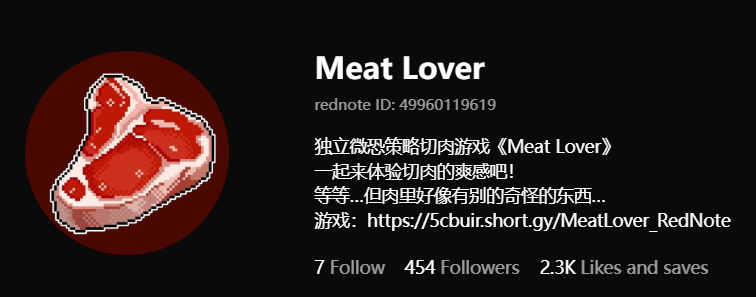 Meat Lover
rednote ID: 49960119619
独立微恐策略切肉游戏《Meat Lover》
一起来体验切肉的爽感吧！
等等...但肉里好像有别的奇怪的东西...
游戏：https://5cbuir.short.gy/MeatLover_RedNote
7 Follow 454 Followers 2.3K Likes and saves